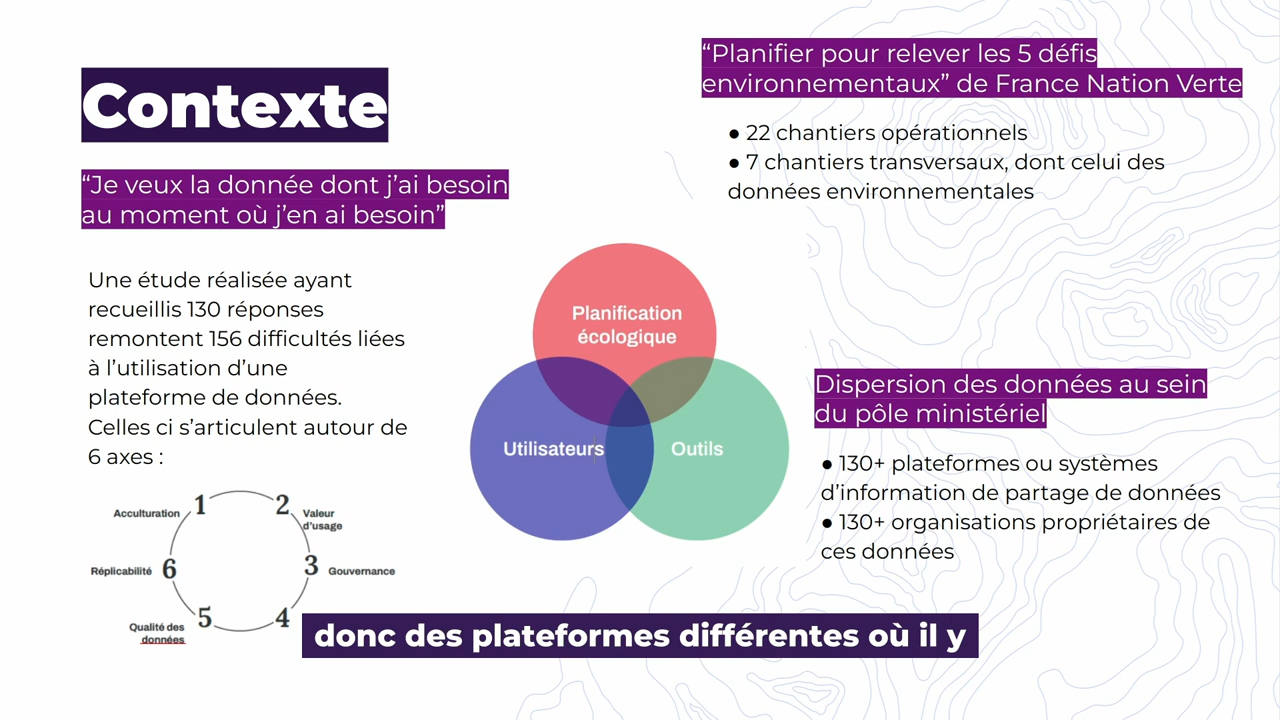 Contexte
“Je veux la donnée dont j’ai besoin
au moment où j’en ai besoin”
Une étude réalisée ayant
recueillis 130 réponses
remontent 156 difficultés liées
à l’utilisation d’une
plateforme de données.
Celles ci s’articulent autour de
6 axes :
1
Acculturation
2
Valeur
d’usage
3
Gouvernance
4
5
Qualité des
données
6
Réplicabilité
Planification
écologique
Utilisateurs
Outils
“Planifier pour relever les 5 défis
environnementaux” de France Nation Verte
● 22 chantiers opérationnels
● 7 chantiers transversaux, dont celui des
données environnementales
Dispersion des données au sein
du pôle ministériel
● 130+ plateformes ou systèmes
d’information de partage de données
● 130+ organisations propriétaires de
ces données
donc des plateformes différentes où il y